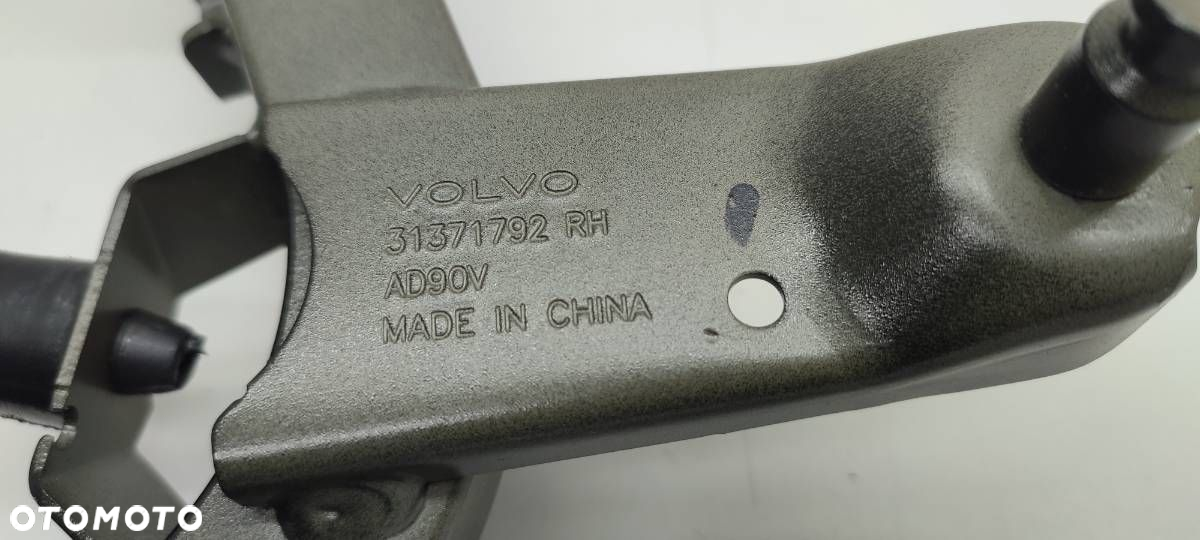 VOLVO
31371792 RH
AD90V
MADE IN CHINA
OTOMOTO